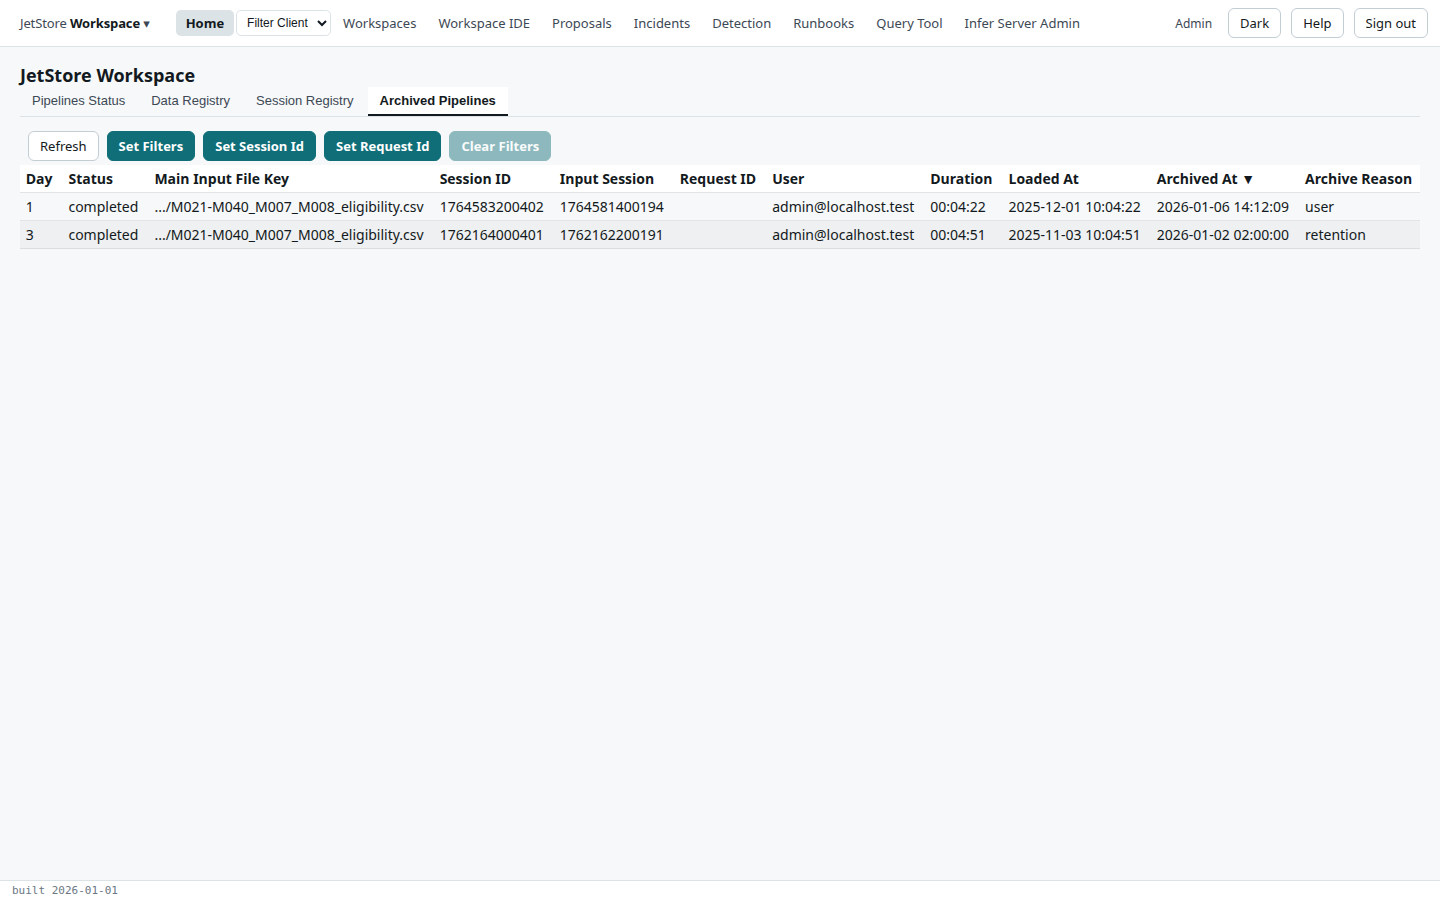 JetStore Workspace ▾ Home Filter Client Workspaces Workspace IDE Proposals Incidents Detection Runbooks Query Tool Infer Server Admin Admin Dark Help Sign out
JetStore Workspace
Pipelines Status Data Registry Session Registry Archived Pipelines
Refresh Set Filters Set Session Id Set Request Id Clear Filters
Day Status Main Input File Key Session ID Input Session Request ID User Duration Loaded At Archived At ▼ Archive Reason
1 completed .../M021-M040_M007_M008_eligibility.csv 1764583200402 1764581400194 admin@localhost.test 00:04:22 2025-12-01 10:04:22 2026-01-06 14:12:09 user
3 completed .../M021-M040_M007_M008_eligibility.csv 1762164000401 1762162200191 admin@localhost.test 00:04:51 2025-11-03 10:04:51 2026-01-02 02:00:00 retention
built 2026-01-01